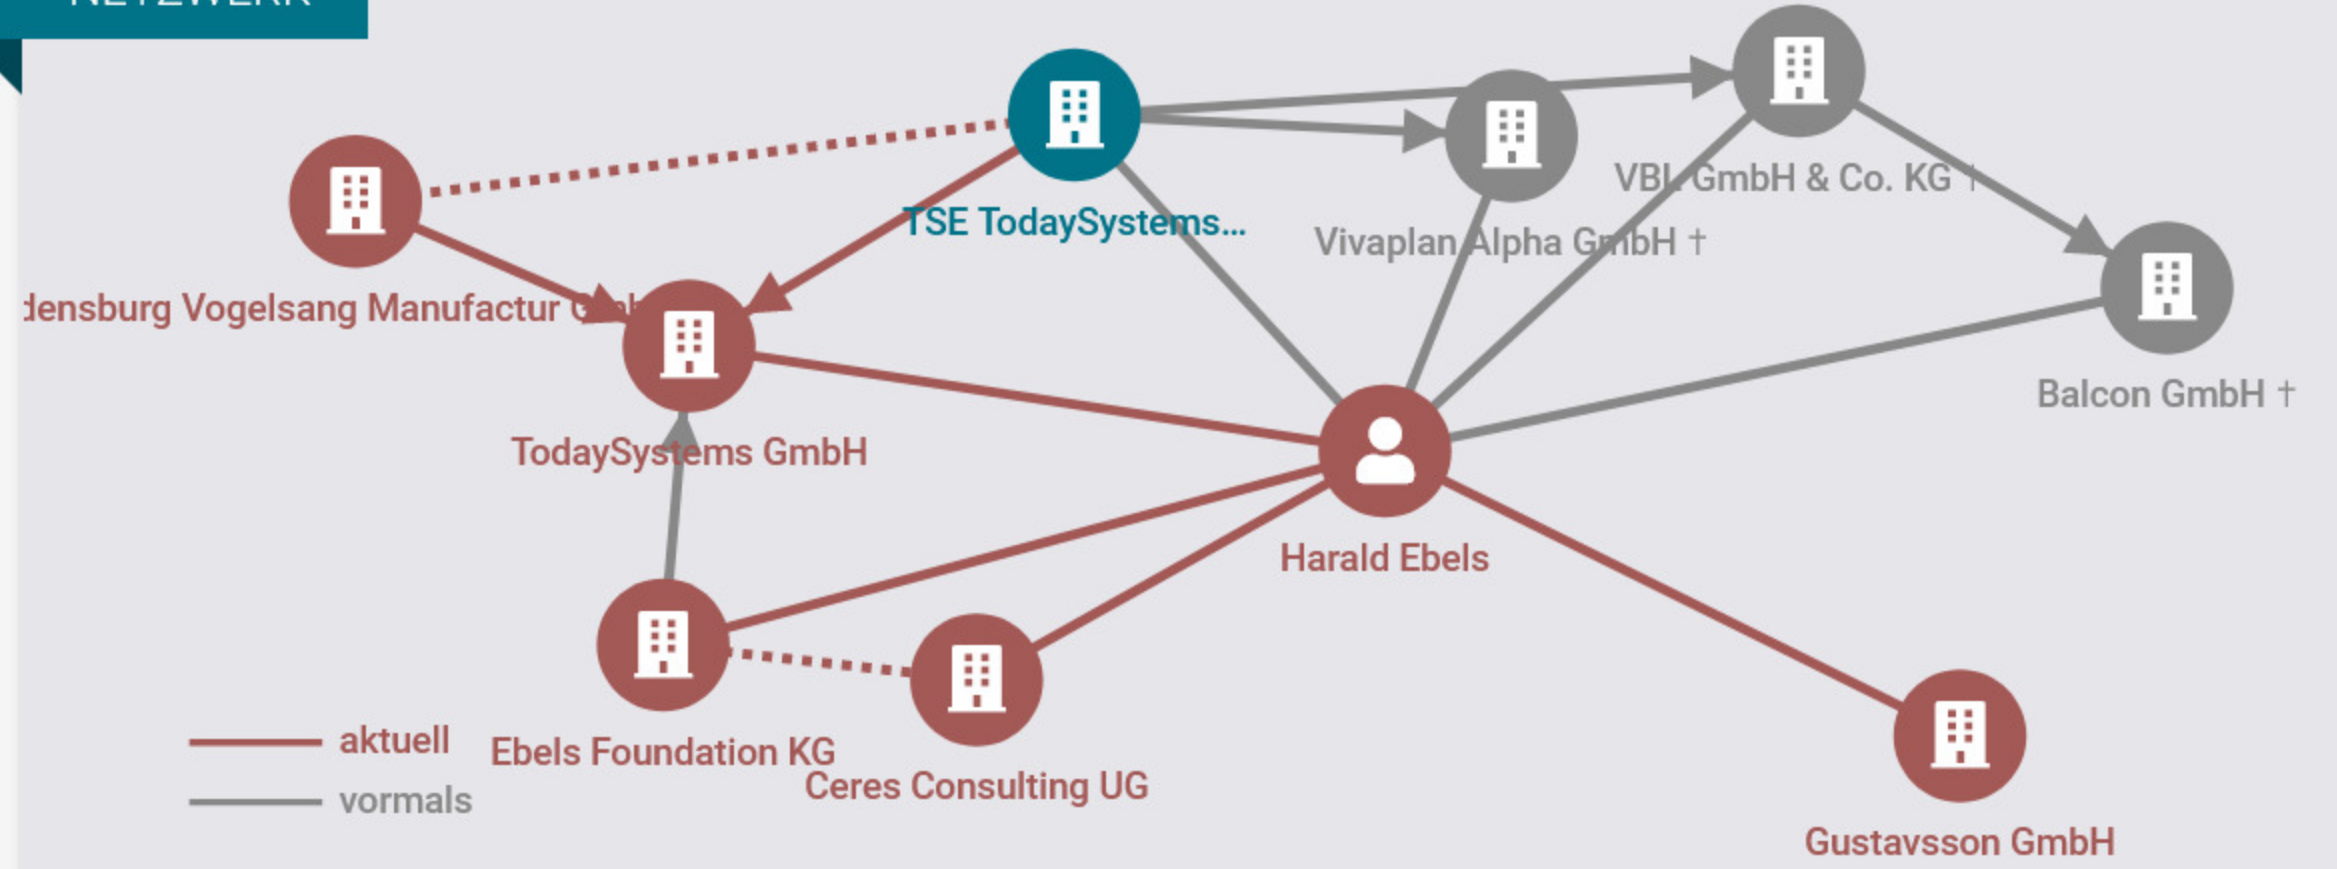 NETZWERK
TSE TodaySystems...
VBL GmbH & Co. KG †
Vivaplan Alpha GmbH †
densburg Vogelsang Manufactur
Balcon GmbH †
TodaySystems GmbH
Harald Ebels
aktuell
Ebels Foundation KG
Ceres Consulting UG
vormals
Gustavsson GmbH